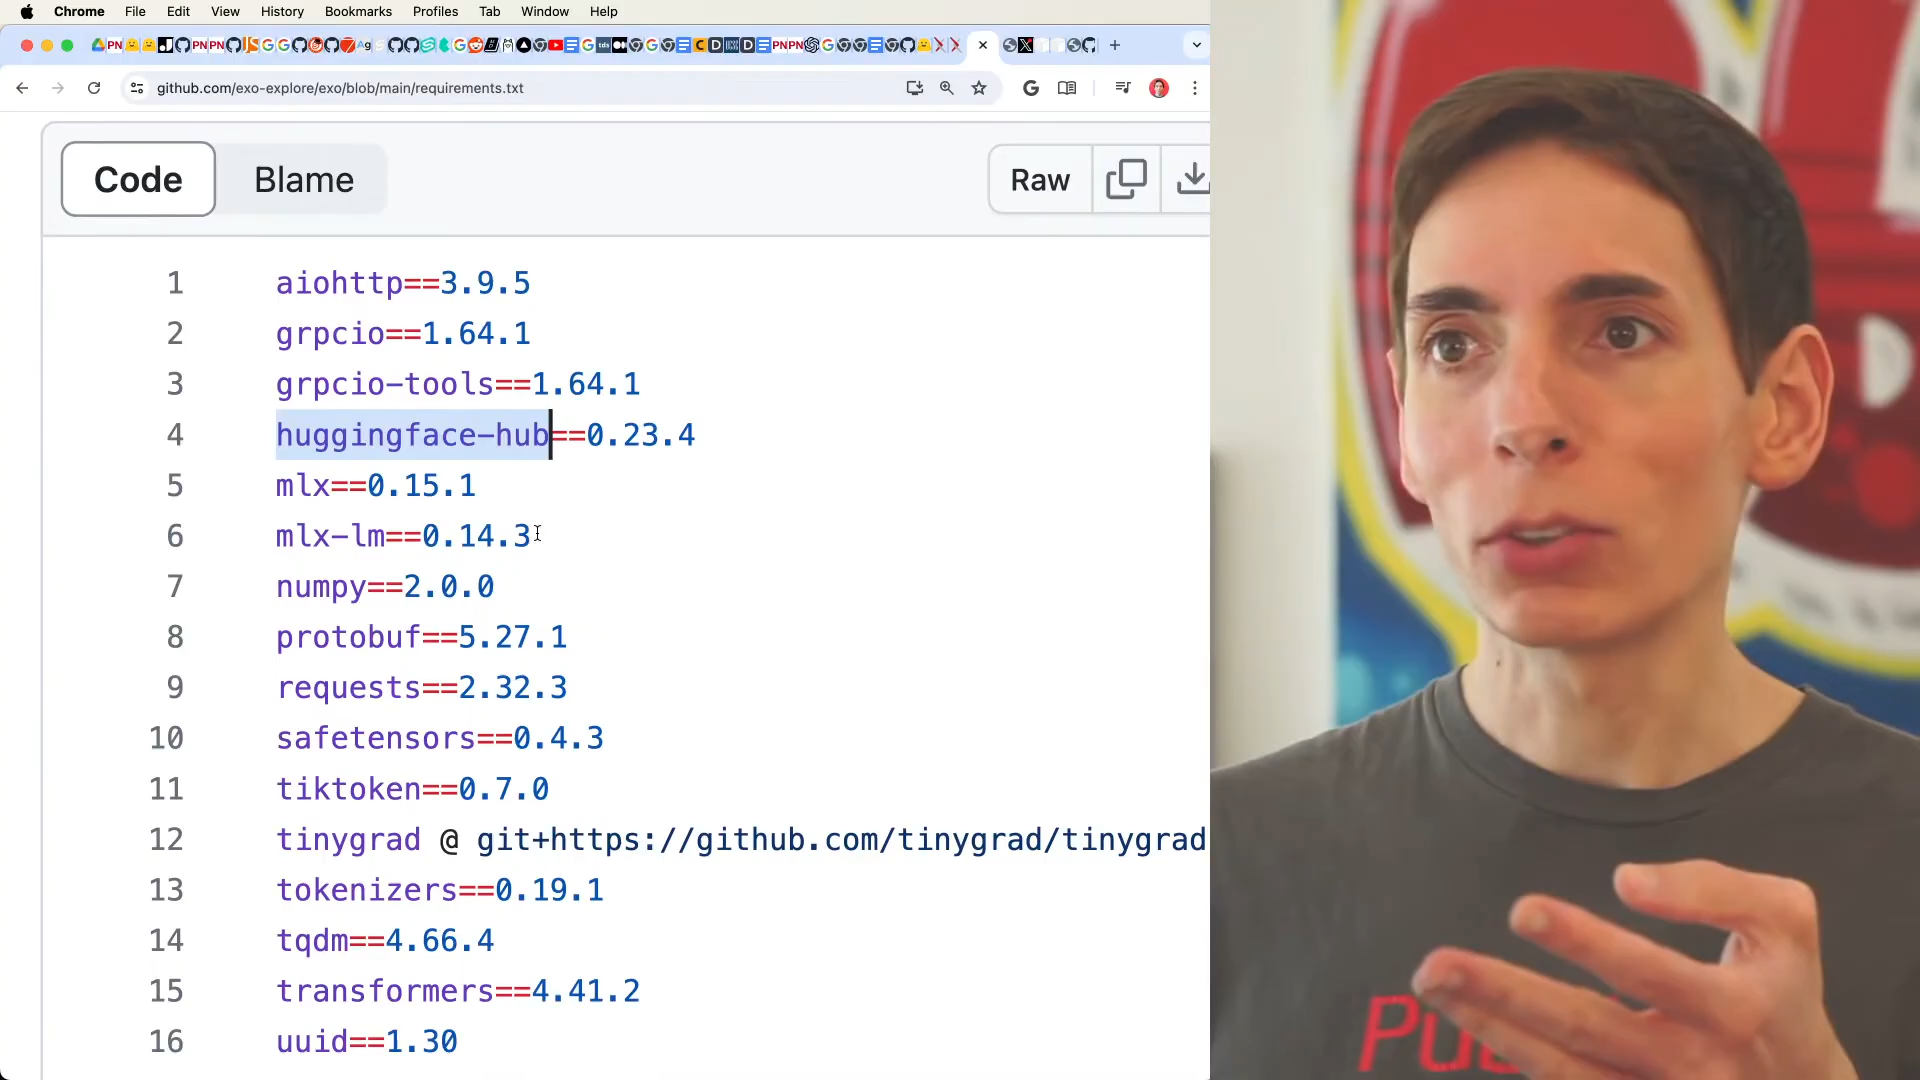 Chrome File Edit View History Bookmarks Profiles Tab Window Help
github.com/exo-explore/exo/blob/main/requirements.txt
Code Blame Raw
1 aiohttp==3.9.5
2 grpcio==1.64.1
3 grpcio-tools==1.64.1
4 huggingface-hub==0.23.4
5 mlx==0.15.1
6 mlx-lm==0.14.3
7 numpy==2.0.0
8 protobuf==5.27.1
9 requests==2.32.3
10 safetensors==0.4.3
11 tiktoken==0.7.0
12 tinygrad @ git+https://github.com/tinygrad/tinygrad
13 tokenizers==0.19.1
14 tqdm==4.66.4
15 transformers==4.41.2
16 uuid==1.30